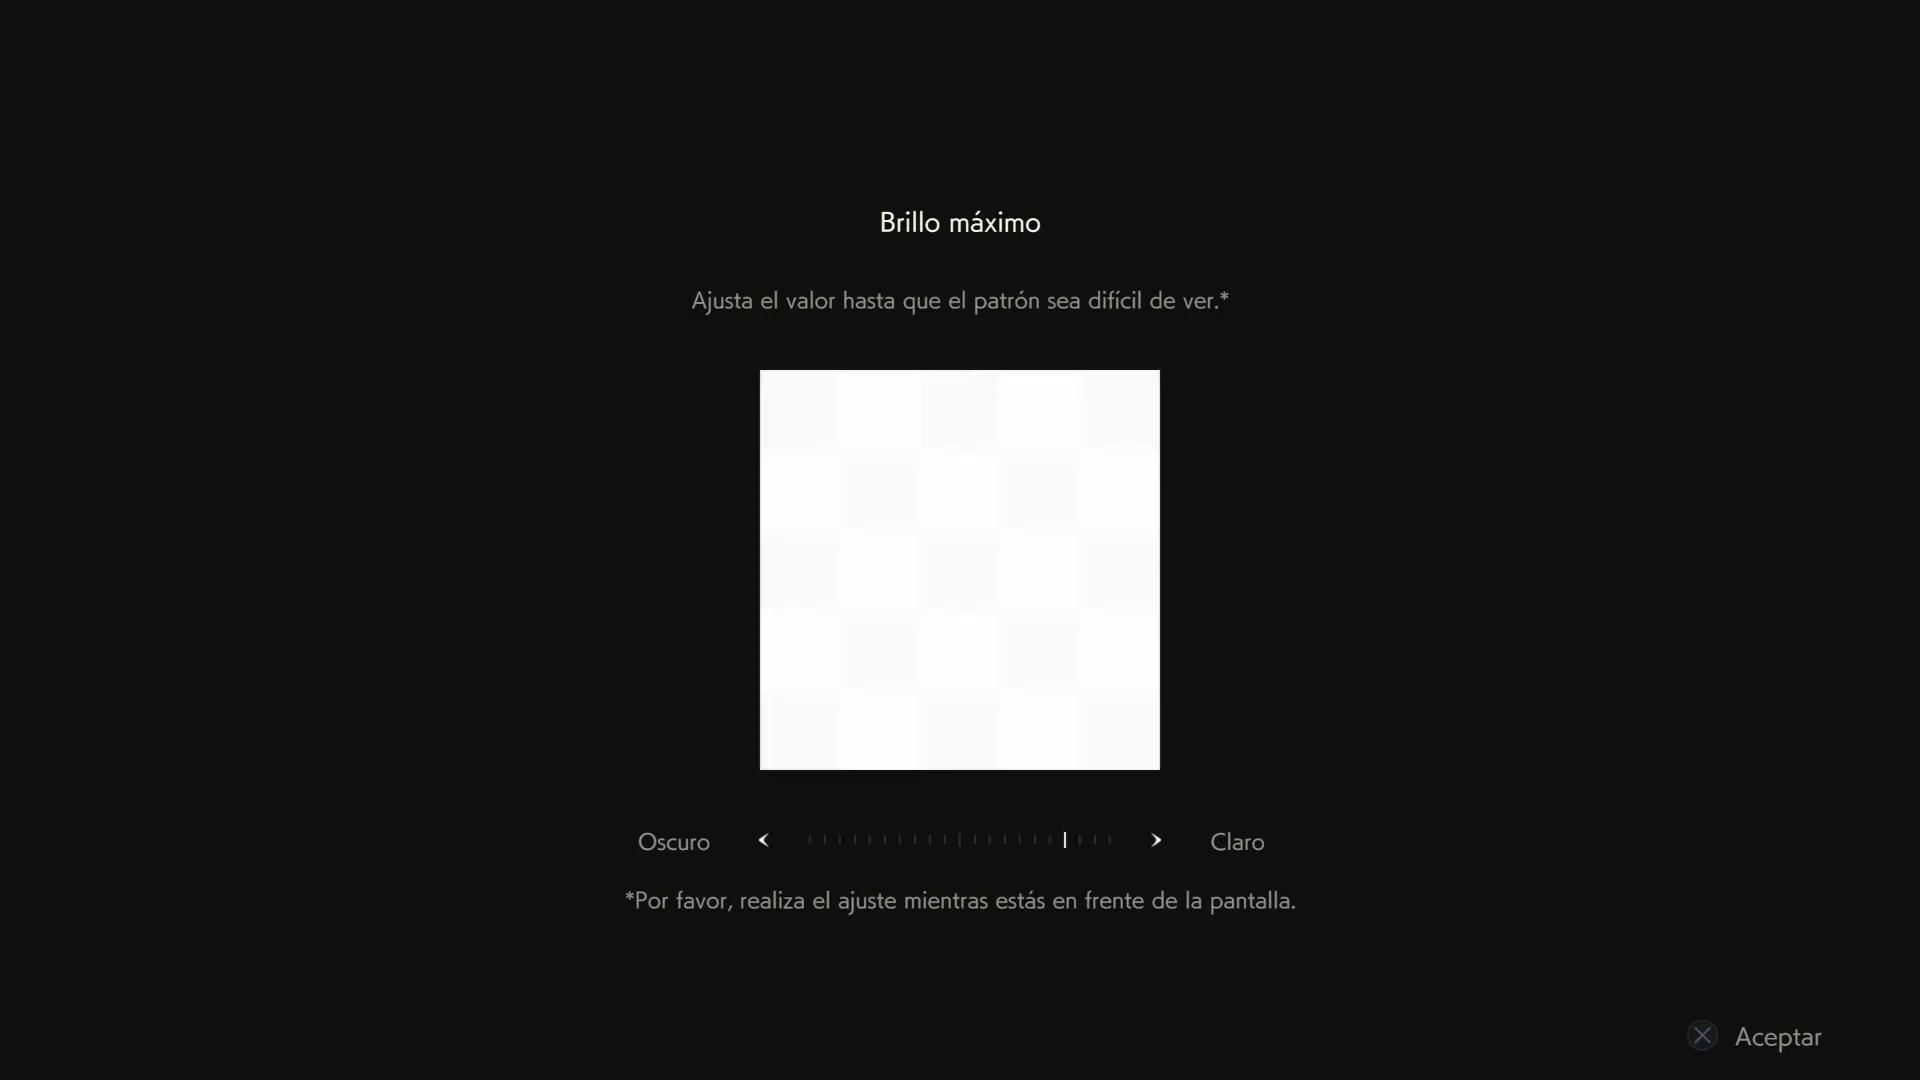 Brillo máximo
Ajusta el valor hasta que el patrón sea difícil de ver.*
Oscuro
Claro
*Por favor, realiza el ajuste mientras estás en frente de la pantalla.
Aceptar